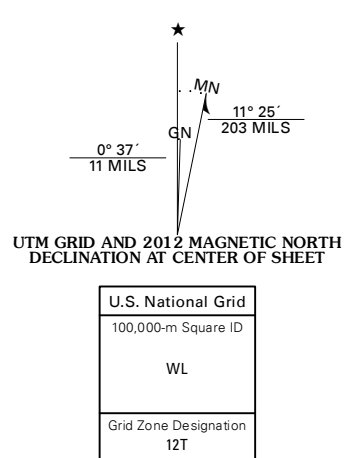 ★
MN
11° 25´
203 MILS
GN
0° 37´
11 MILS
UTM GRID AND 2012 MAGNETIC NORTH
DECLINATION AT CENTER OF SHEET
U.S. National Grid
100,000-m Square ID
WL
Grid Zone Designation
12T